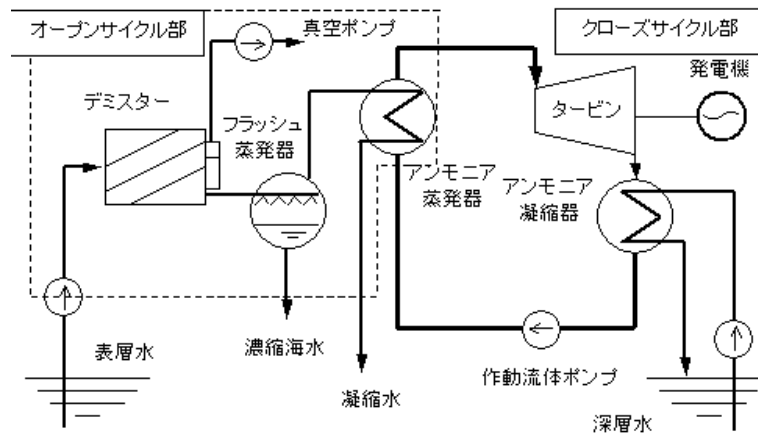 オープンサイクル部
真空ポンプ
クローズサイクル部
発電機
デミスター
フラッシュ
蒸発器
タービン
アンモニア
蒸発器
アンモニア
凝縮器
表層水
濃縮海水
凝縮水
作動流体ポンプ
深層水